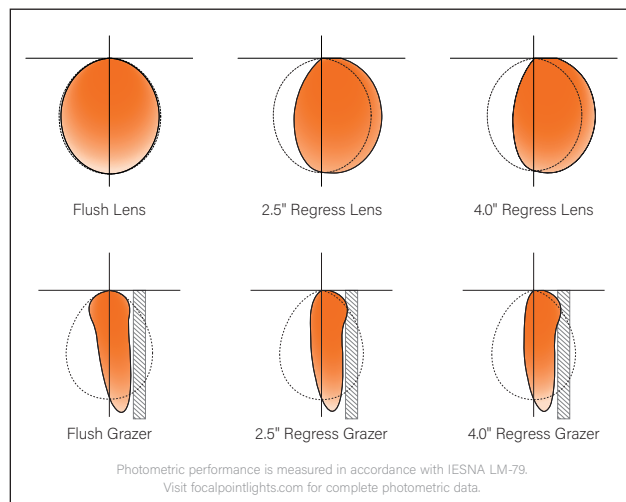 Flush Lens
2.5" Regress Lens
4.0" Regress Lens
Flush Grazer
2.5" Regress Grazer
4.0" Regress Grazer
Photometric performance is measured in accordance with IESNA LM-79.
Visit focalpointlights.com for complete photometric data.